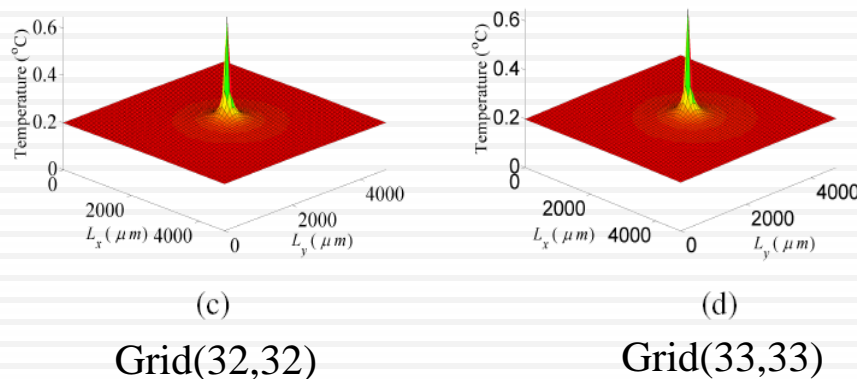 Temperature (°C)
0.6
0.4
0.2
0
0
2000
4000
L_x ( μm)
0
2000
4000
L_y ( μm)
(c)
Grid(32,32)
Temperature (°C)
0.6
0.4
0.2
0
0
2000
4000
L_x ( μm)
0
2000
4000
L_y ( μm)
(d)
Grid(33,33)